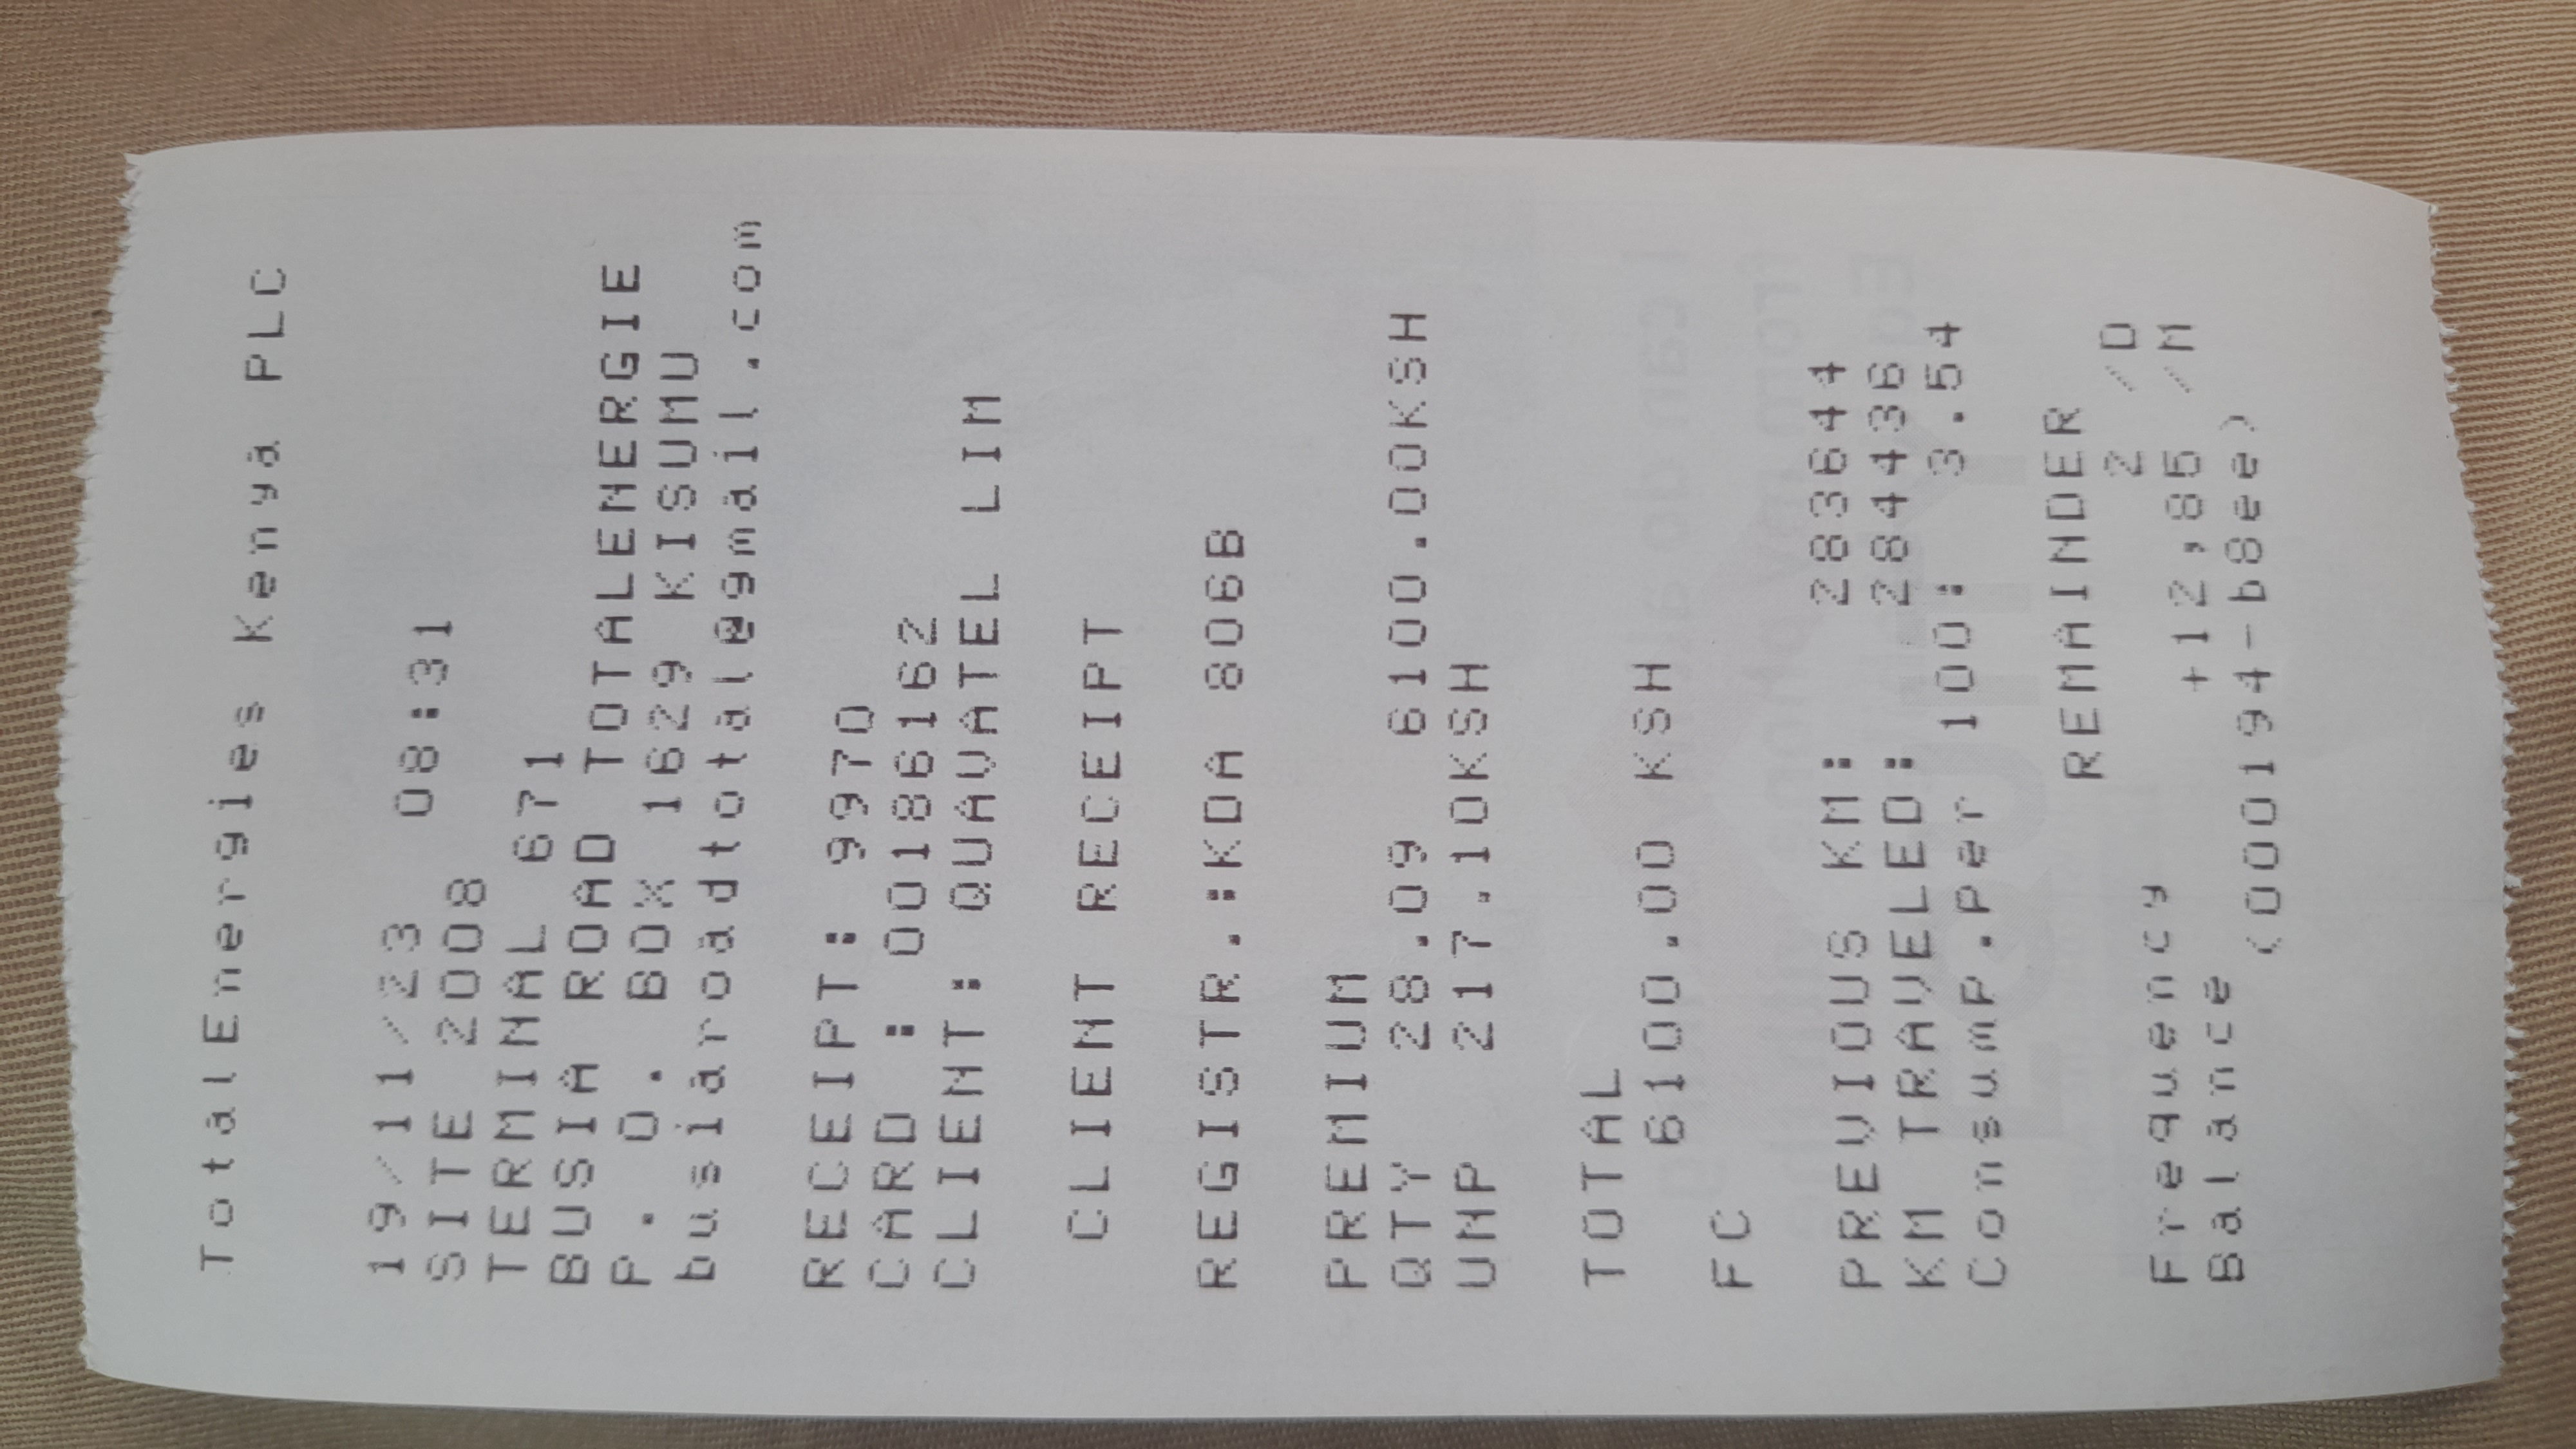 TotalEnergies Kenya PLC
19/11/23 08:31
SITE 2008
TERMINAL 671
BUSIA ROAD TOTALENERGIE
P. O. BOX 1629 KISUMU
busiaroadtotal@gmail.com
RECEIPT: 9970
CARD : 00186162
CLIENT: QUAVATEL LIM
CLIENT RECEIPT
REGISTR.:KDA 806B
PREMIUM
QTY 28.09 6100.00KSH
UNP 217.10KSH
TOTAL
6100.00 KSH
FC
PREVIOUS KM: 283644
KM TRAVELED: 284436
Consump.per 100: 3.54
REMAINDER
Frequency 2 /D
Balance +12,85 /M
(000194-b8ee)